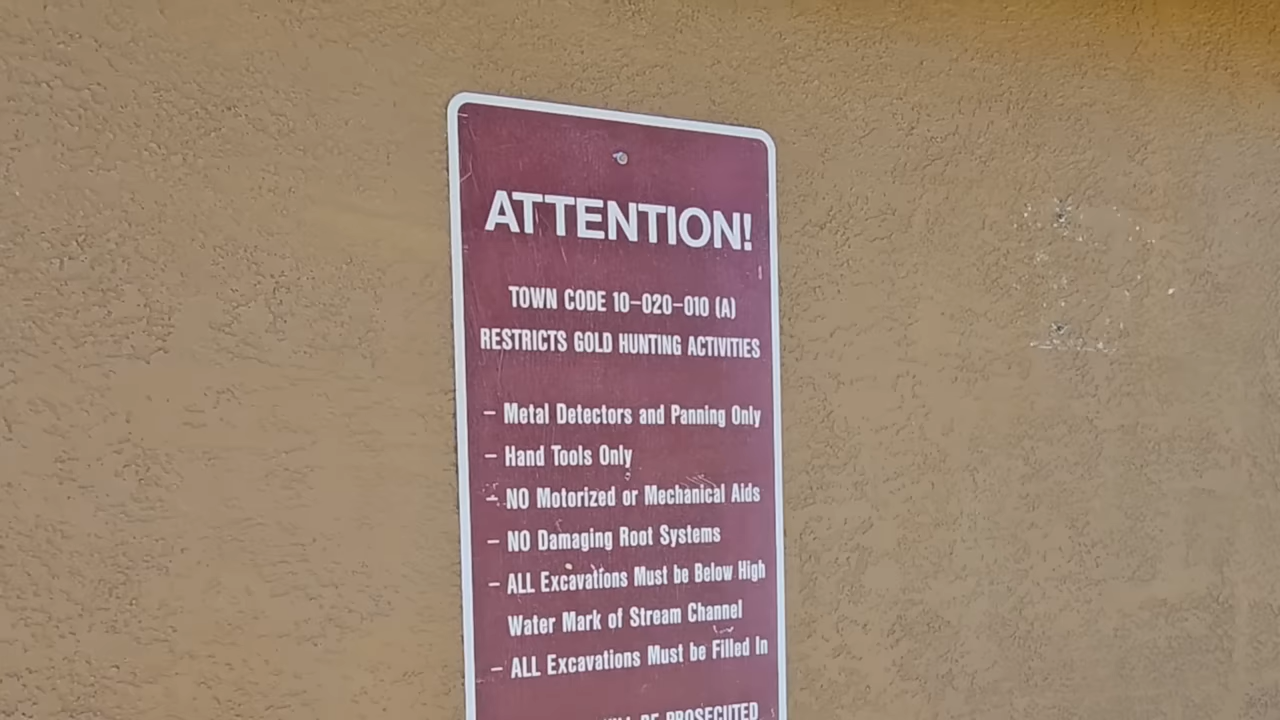 ATTENTION!
TOWN CODE 10-020-010 (A)
RESTRICTS GOLD HUNTING ACTIVITIES
- Metal Detectors and Panning Only
- Hand Tools Only
- NO Motorized or Mechanical Aids
- NO Damaging Root Systems
- ALL Excavations Must be Below High
Water Mark of Stream Channel
- ALL Excavations Must be Filled In
BE PROSECUTED